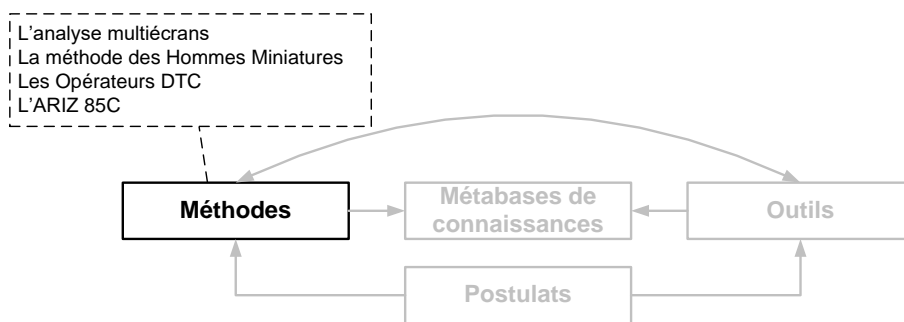 L'analyse multiécrans
La méthode des Hommes Miniatures
Les Opérateurs DTC
L'ARIZ 85C
Méthodes
Métabases de
connaissances
Outils
Postulats